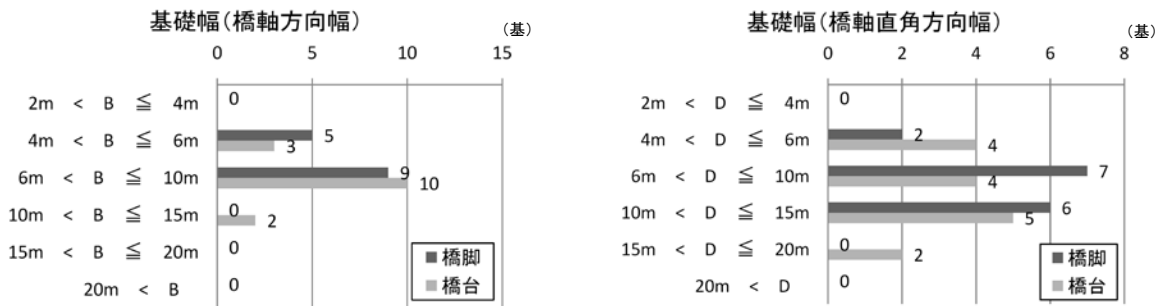 基礎幅(橋軸方向幅)
(基)
0 5 10 15
2m < B ≦ 4m 0
4m < B ≦ 6m 5
3
6m < B ≦ 10m 9
10
10m < B ≦ 15m 0
2
15m < B ≦ 20m 0
20m < B 0
橋脚
橋台
基礎幅(橋軸直角方向幅)
(基)
0 2 4 6 8
2m < D ≦ 4m 0
4m < D ≦ 6m 2
4
6m < D ≦ 10m 7
4
10m < D ≦ 15m 6
5
15m < D ≦ 20m 0
2
20m < D 0
橋脚
橋台